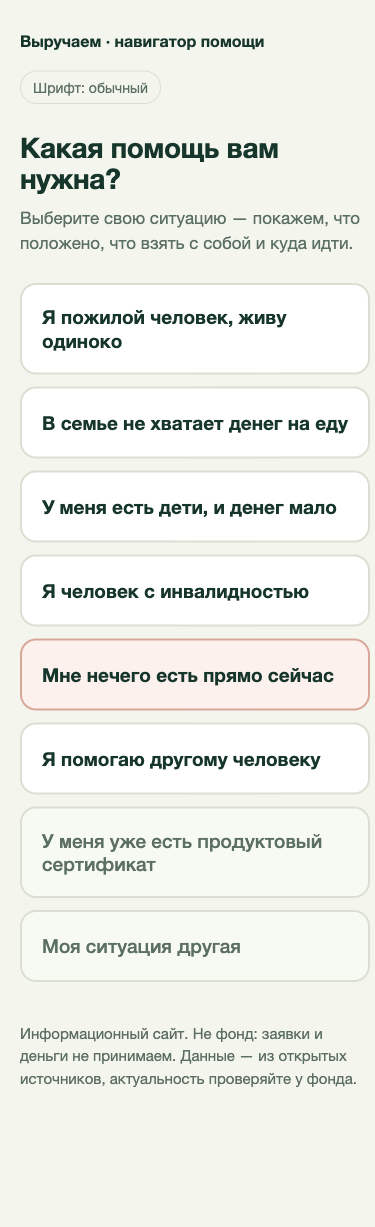 Выручаем · навигатор помощи
Шрифт: обычный
Какая помощь вам
нужна?
Выберите свою ситуацию — покажем, что
положено, что взять с собой и куда идти.
Я пожилой человек, живу
одиноко
В семье не хватает денег на еду
У меня есть дети, и денег мало
Я человек с инвалидностью
Мне нечего есть прямо сейчас
Я помогаю другому человеку
У меня уже есть продуктовый
сертификат
Моя ситуация другая
Информационный сайт. Не фонд: заявки и
деньги не принимаем. Данные — из открытых
источников, актуальность проверяйте у фонда.